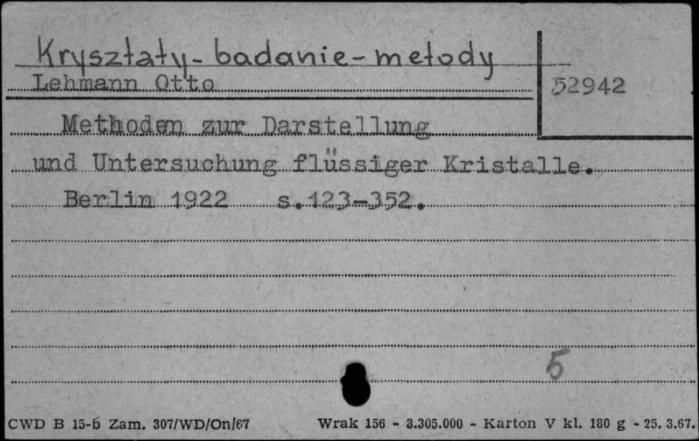 Kryształy - badanie - metody
Lehmann Otto
52942
Methoden zur Darstellung
und Untersuchung flüssiger Kristalle.
Berlin 1922 s.123-352.
5
CWD B 15-b Zam. 307/WD/On/67 Wrak 156 - 3.305.000 - Karton V kl. 180 g - 25.3.67.